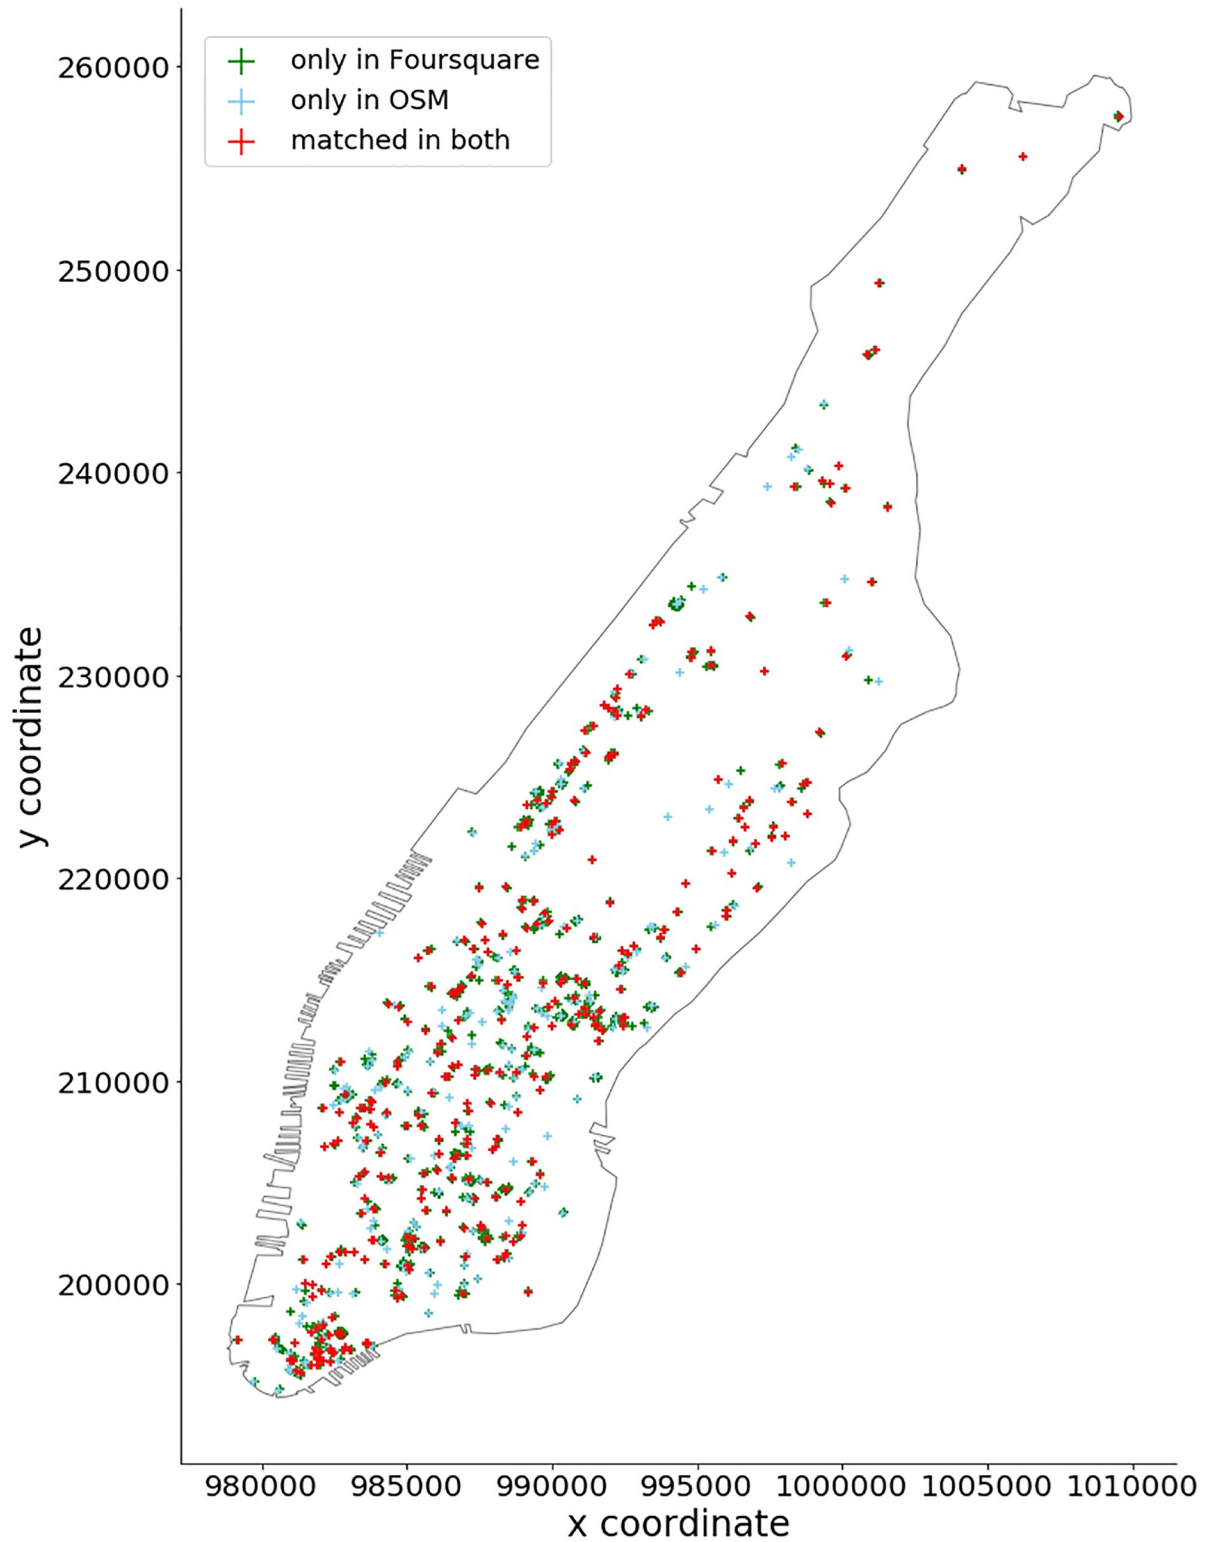 only in Foursquare
only in OSM
matched in both
260000
250000
240000
230000
220000
210000
200000
y coordinate
980000 985000 990000 995000 1000000 1005000 1010000
x coordinate